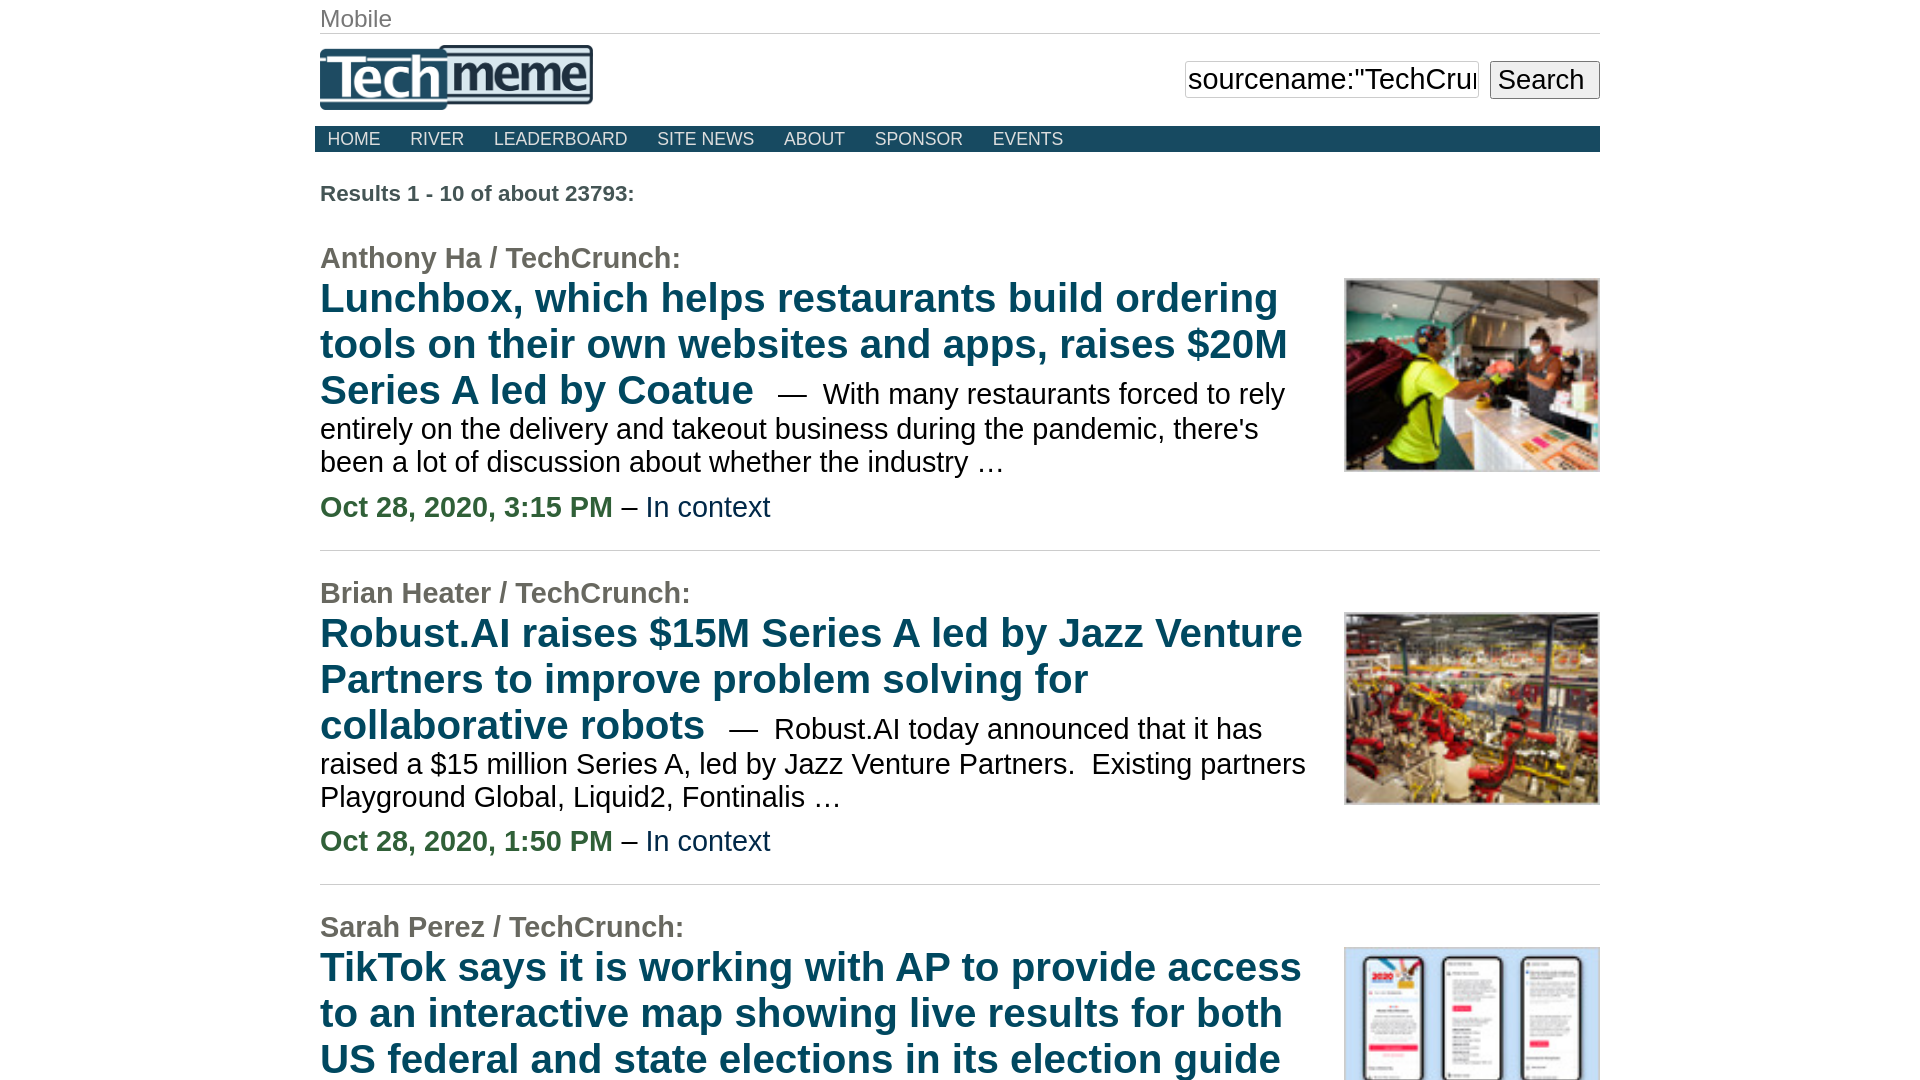 Mobile
Techmeme
sourcename:"TechCrun
Search
HOME RIVER LEADERBOARD SITE NEWS ABOUT SPONSOR EVENTS
Results 1 - 10 of about 23793:
Anthony Ha / TechCrunch:
Lunchbox, which helps restaurants build ordering
tools on their own websites and apps, raises $20M
Series A led by Coatue — With many restaurants forced to rely
entirely on the delivery and takeout business during the pandemic, there's
been a lot of discussion about whether the industry …
Oct 28, 2020, 3:15 PM – In context
Brian Heater / TechCrunch:
Robust.AI raises $15M Series A led by Jazz Venture
Partners to improve problem solving for
collaborative robots — Robust.AI today announced that it has
raised a $15 million Series A, led by Jazz Venture Partners. Existing partners
Playground Global, Liquid2, Fontinalis …
Oct 28, 2020, 1:50 PM – In context
Sarah Perez / TechCrunch:
TikTok says it is working with AP to provide access
to an interactive map showing live results for both
US federal and state elections in its election guide
2020